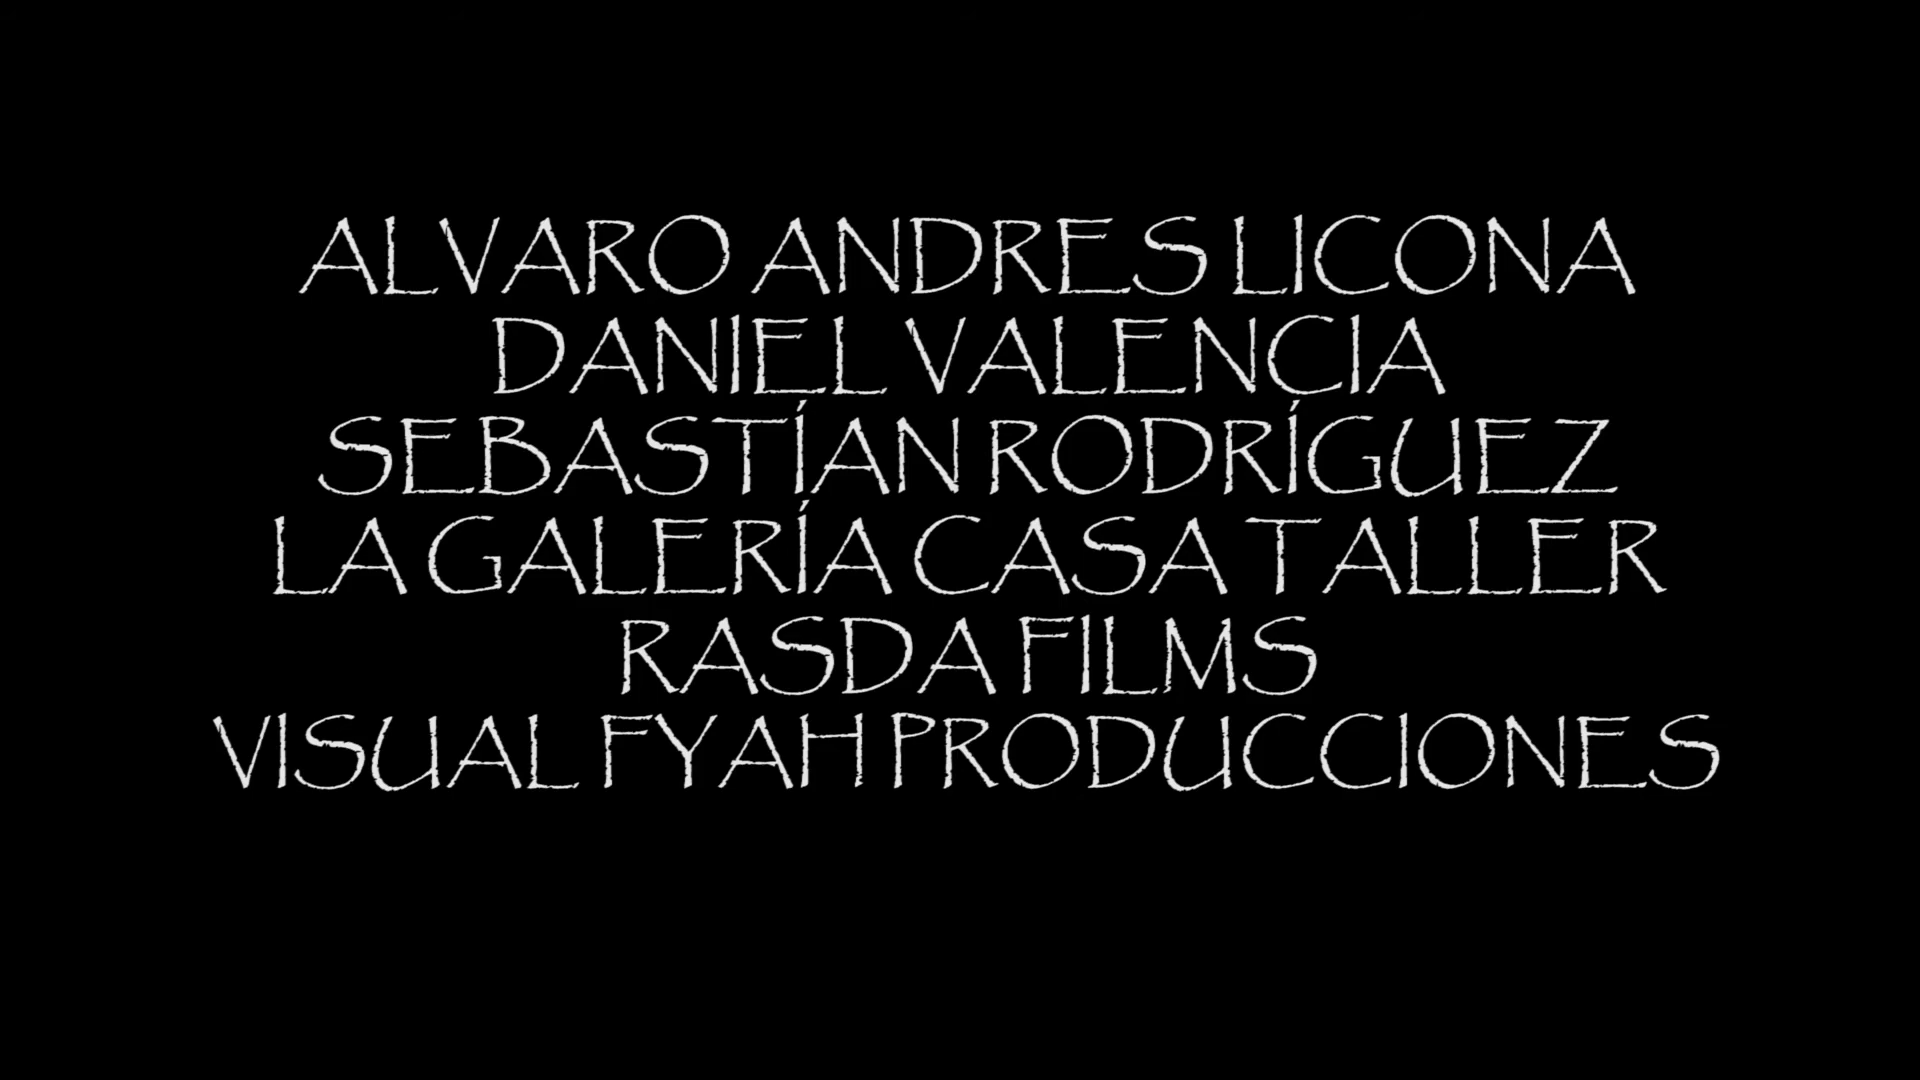 ALVARO ANDRES LICONA
DANIEL VALENCIA
SEBASTÍAN RODRÍGUEZ
LA GALERÍA CASA TALLER
RASDA FILMS
VISUAL FYAH PRODUCCIONES